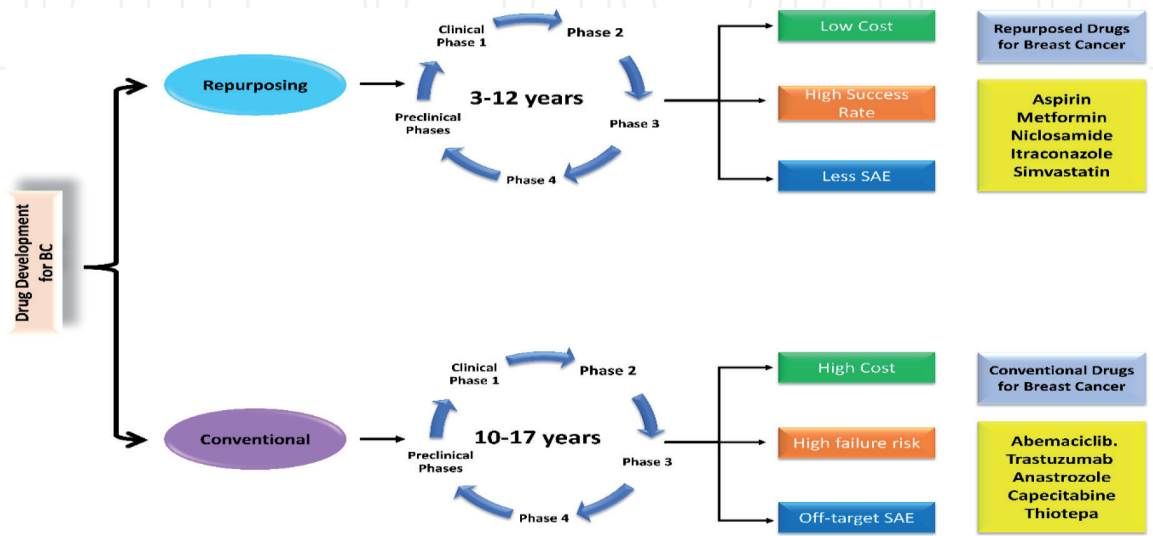 Drug Development
for BC
Repurposing
Clinical
Phase 1
Phase 2
3-12 years
Preclinical
Phases
Phase 3
Phase 4
Low Cost
High Success
Rate
Less SAE
Repurposed Drugs
for Breast Cancer
Aspirin
Metformin
Niclosamide
Itraconazole
Simvastatin
Conventional
Clinical
Phase 1
Phase 2
10-17 years
Preclinical
Phases
Phase 3
Phase 4
High Cost
High failure risk
Off-target SAE
Conventional Drugs
for Breast Cancer
Abemaciclib.
Trastuzumab
Anastrozole
Capecitabine
Thiotepa